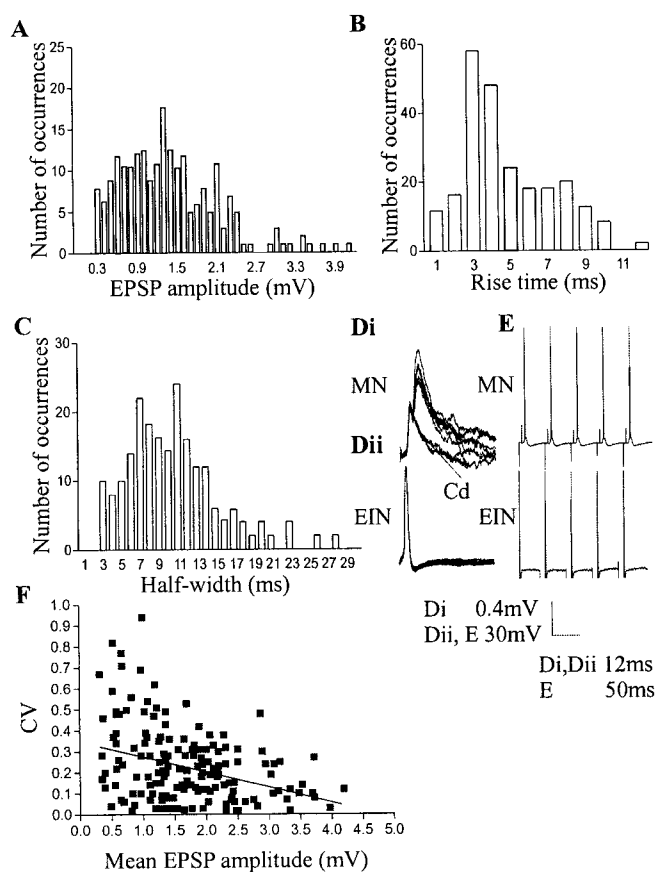 A
Number of occurrences
25
20
15
10
5
0
0.3 0.9 1.5 2.1 2.7 3.3 3.9
EPSP amplitude (mV)
B
Number of occurrences
60
40
20
0
1 3 5 7 9 11
Rise time (ms)
C
Number of occurrences
30
20
10
0
1 3 5 7 9 11 13 15 17 19 21 23 25 27 29
Half-width (ms)
Di
MN
Dii
Cd
EIN
E
MN
EIN
Di 0.4mV
Dii, E 30mV
Di,Dii 12ms
E 50ms
F
CV
1.0
0.9
0.8
0.7
0.6
0.5
0.4
0.3
0.2
0.1
0.0
0.0 0.5 1.0 1.5 2.0 2.5 3.0 3.5 4.0 4.5 5.0
Mean EPSP amplitude (mV)